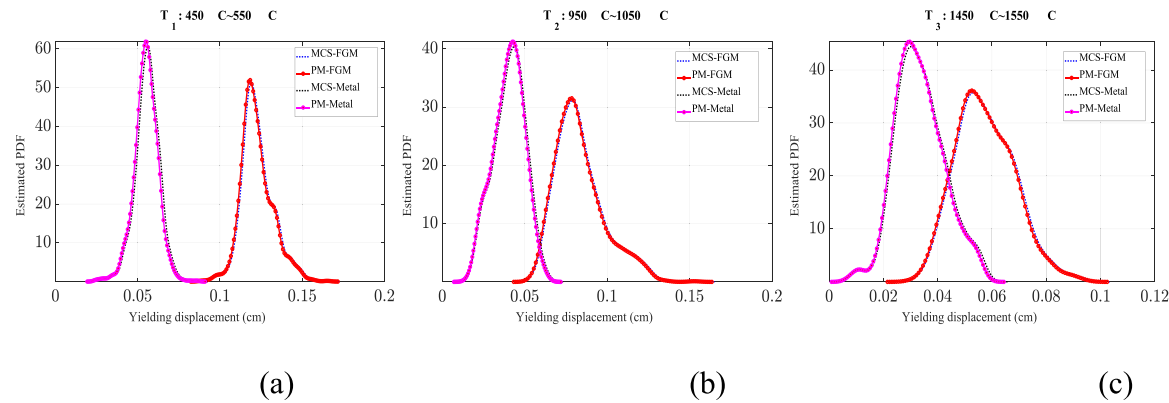 T1 : 450 C~550 C
60
50
40
30
20
10
0 0.05 0.1 0.15 0.2
Estimated PDF
Yielding displacement (cm)
MCS-FGM
PM-FGM
MCS-Metal
PM-Metal
(a)
T2 : 950 C~1050 C
40
30
20
10
0 0.05 0.1 0.15 0.2
Estimated PDF
Yielding displacement (cm)
MCS-FGM
PM-FGM
MCS-Metal
PM-Metal
(b)
T3 : 1450 C~1550 C
40
30
20
10
0 0.02 0.04 0.06 0.08 0.1 0.12
Estimated PDF
Yielding displacement (cm)
MCS-FGM
PM-FGM
MCS-Metal
PM-Metal
(c)